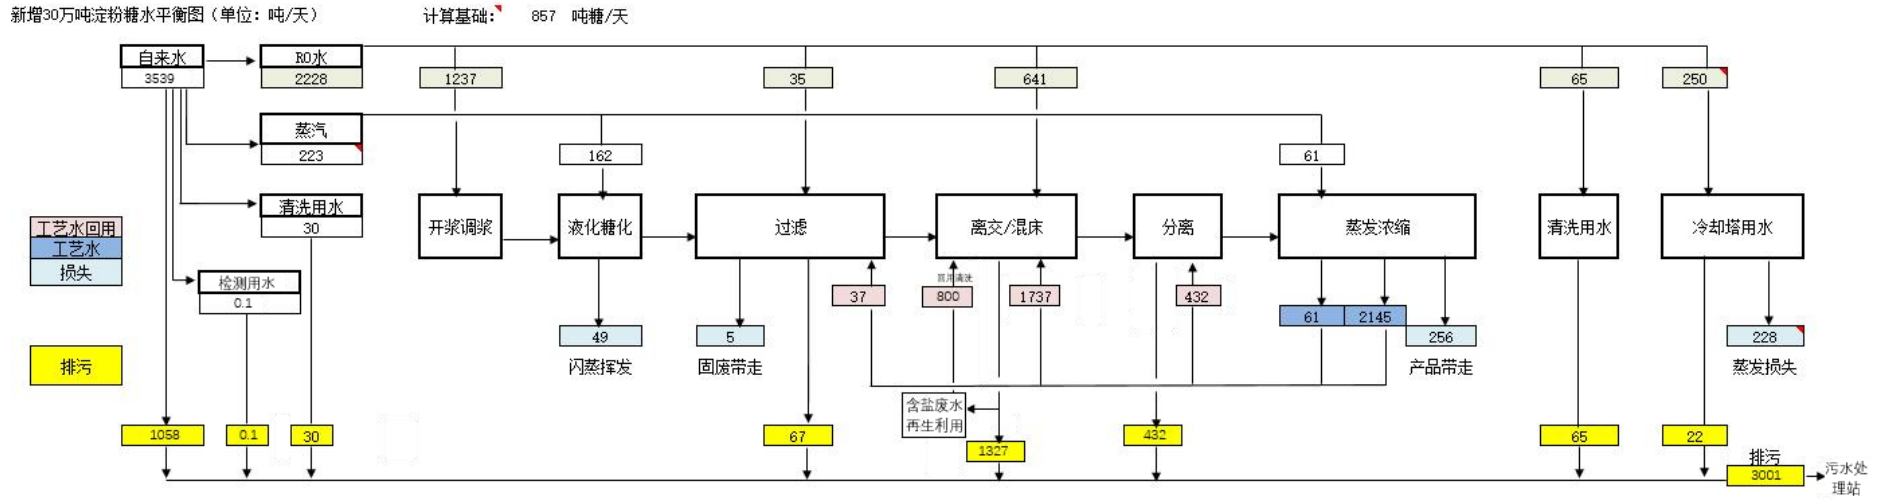 新增30万吨淀粉糖水平衡图（单位：吨/天）
计算基础： 857 吨糖/天
自来水
3539
RO水
2228
1237
35
641
65
250
蒸汽
223
162
61
清洗用水
30
检测用水
0.1
工艺水回用
工艺水
损失
排污
开浆调浆
液化糖化
过滤
离交/混床
分离
蒸发浓缩
清洗用水
冷却塔用水
37
回用清洗
800
1737
432
61
2145
49
闪蒸挥发
5
固废带走
256
产品带走
228
蒸发损失
含盐废水
再生利用
1058
0.1
30
67
1327
432
65
22
排污
3001
污水处
理站